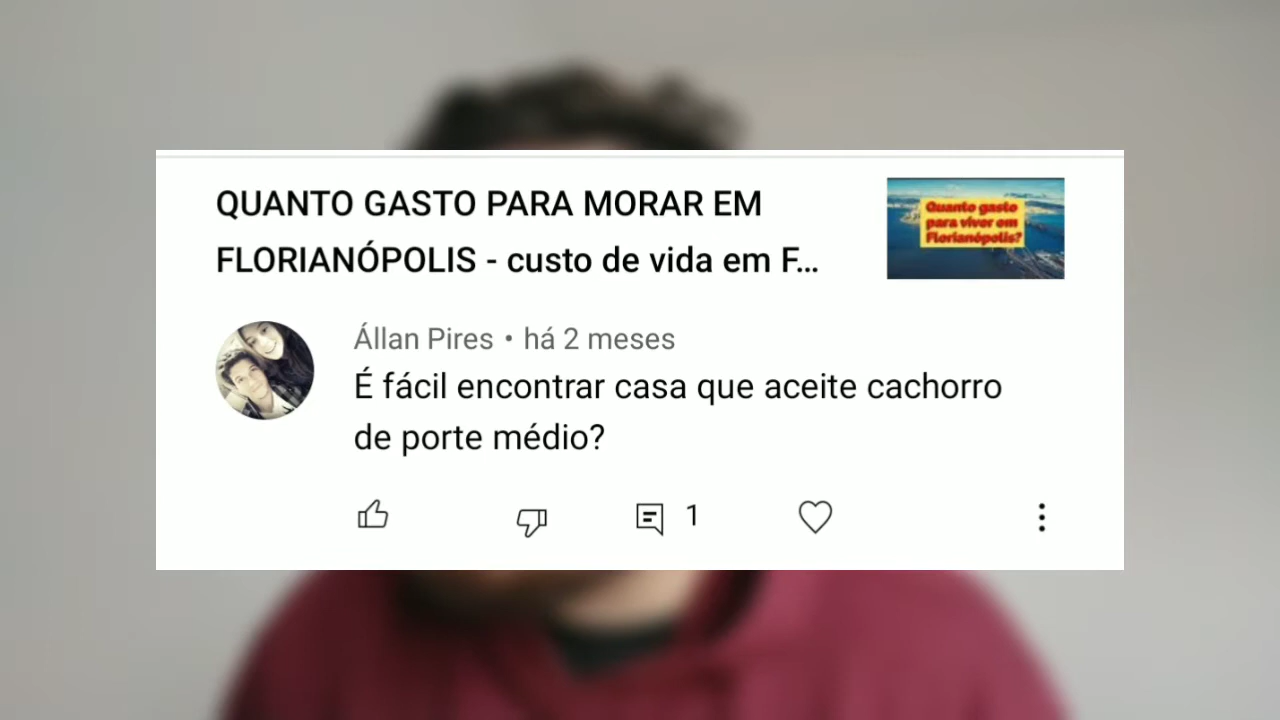 QUANTO GASTO PARA MORAR EM
FLORIANÓPOLIS - custo de vida em F...
Quanto gasto
para viver em
Florianópolis?
Állan Pires • há 2 meses
É fácil encontrar casa que aceite cachorro
de porte médio?
1